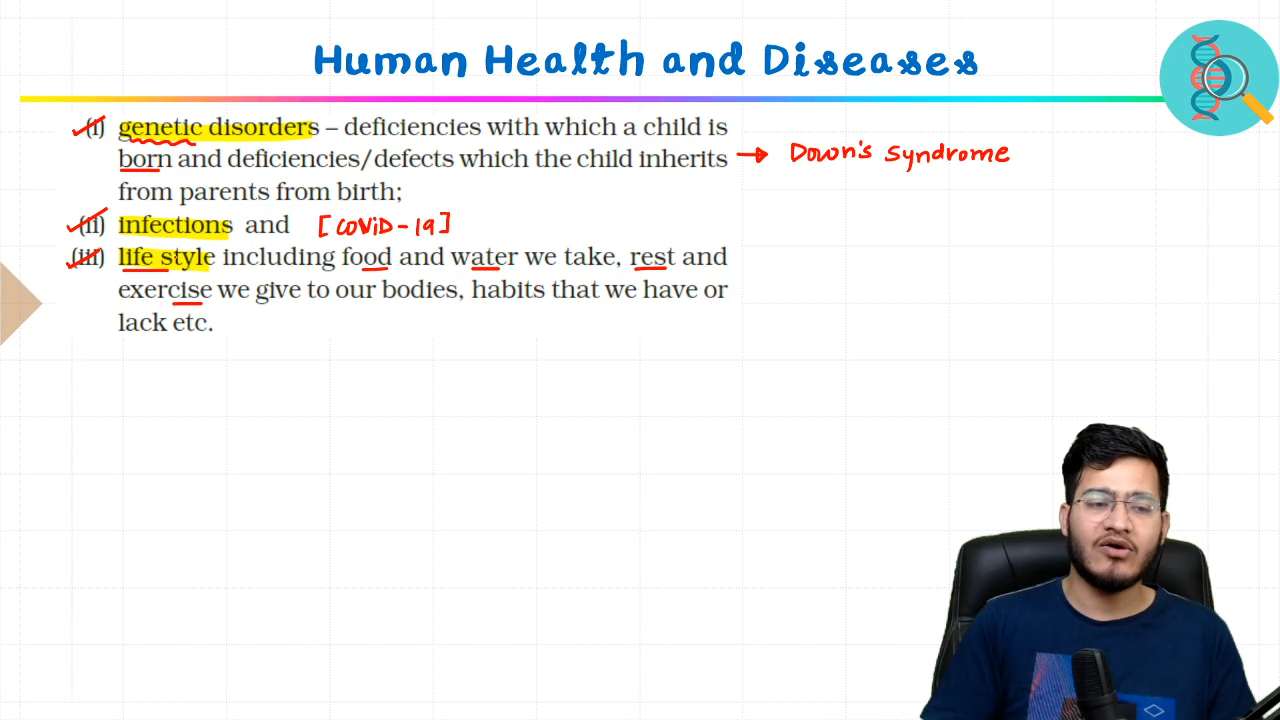 Human Health and Diseases
(i) genetic disorders – deficiencies with which a child is
born and deficiencies/defects which the child inherits → Down's syndrome
from parents from birth;
(ii) infections and [COViD-19]
(iii) life style including food and water we take, rest and
exercise we give to our bodies, habits that we have or
lack etc.